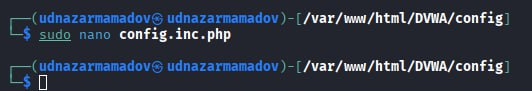 ┌──(udnazarmamadov㉿udnazarmamadov)-[/var/www/html/DVWA/config]
└─$ sudo nano config.inc.php
┌──(udnazarmamadov㉿udnazarmamadov)-[/var/www/html/DVWA/config]
└─$